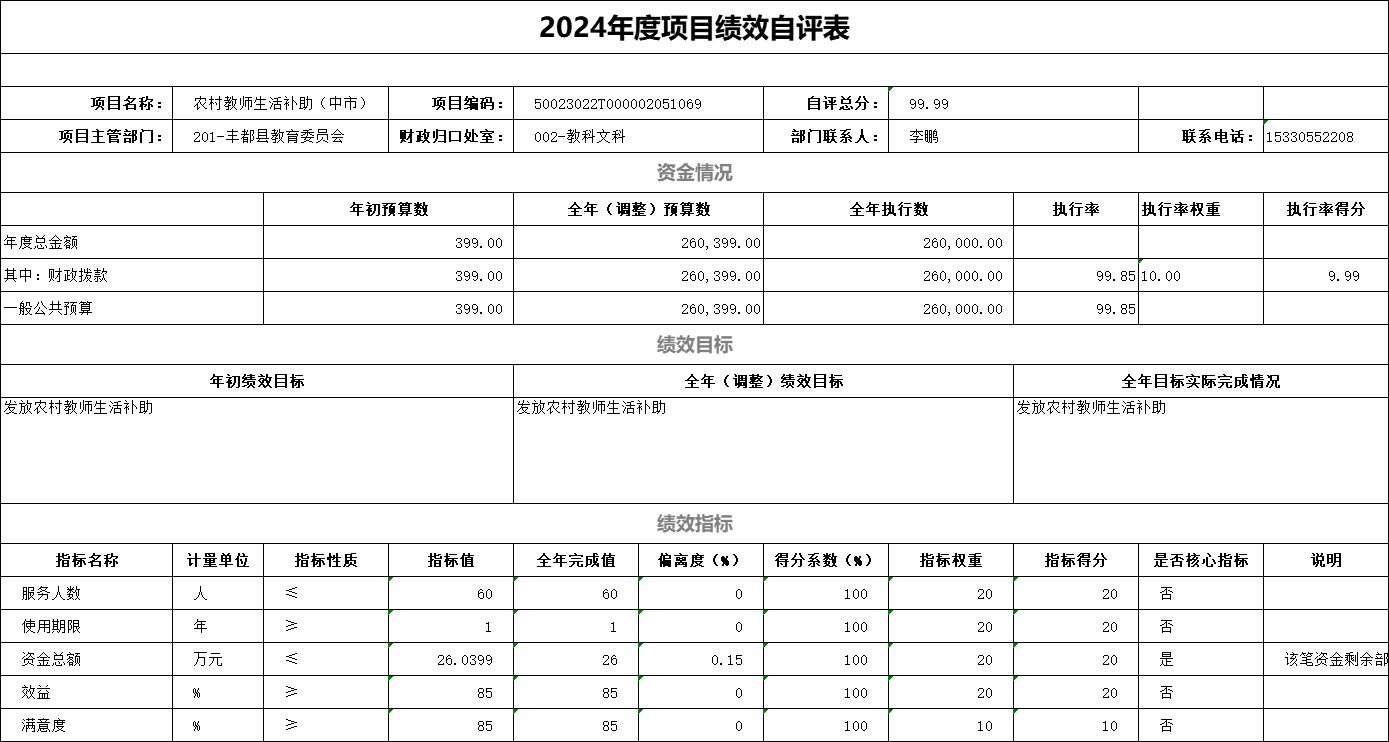 2024年度项目绩效自评表
项目名称： 农村教师生活补助（中市） 项目编码： 50023022T000002051069 自评总分： 99.99
项目主管部门： 201-丰都县教育委员会 财政归口处室： 002-教科文科 部门联系人： 李鹏 联系电话： 15330552208
资金情况
年初预算数 全年（调整）预算数 全年执行数 执行率 执行率权重 执行率得分
年度总金额 399.00 260,399.00 260,000.00
其中：财政拨款 399.00 260,399.00 260,000.00 99.85 10.00 9.99
一般公共预算 399.00 260,399.00 260,000.00 99.85
绩效目标
年初绩效目标 全年（调整）绩效目标 全年目标实际完成情况
发放农村教师生活补助 发放农村教师生活补助 发放农村教师生活补助
绩效指标
指标名称 计量单位 指标性质 指标值 全年完成值 偏离度（%） 得分系数（%） 指标权重 指标得分 是否核心指标 说明
服务人数 人 ≤ 60 60 0 100 20 20 否
使用期限 年 ≥ 1 1 0 100 20 20 否
资金总额 万元 ≤ 26.0399 26 0.15 100 20 20 是 该笔资金剩余部
效益 % ≥ 85 85 0 100 20 20 否
满意度 % ≥ 85 85 0 100 10 10 否